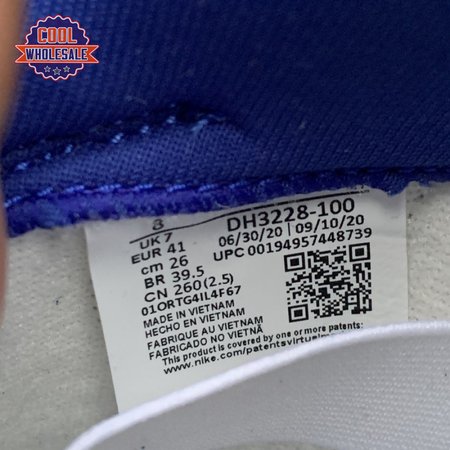 COOL
WHOLESALE
8
UK 7
EUR 41
cm 26
BR 39.5
CN 260 (2.5)
01ORTG4IL4F67
DH3228-100
06/30/20 | 09/10/20
UPC 00194957448739
MADE IN VIETNAM
HECHO EN VIETNAM
FABRIQUÉ AU VIETNAM
FABRICADO NO VIETNÃ
This product is covered by one or more patents:
www.nike.com/patentsvirtual